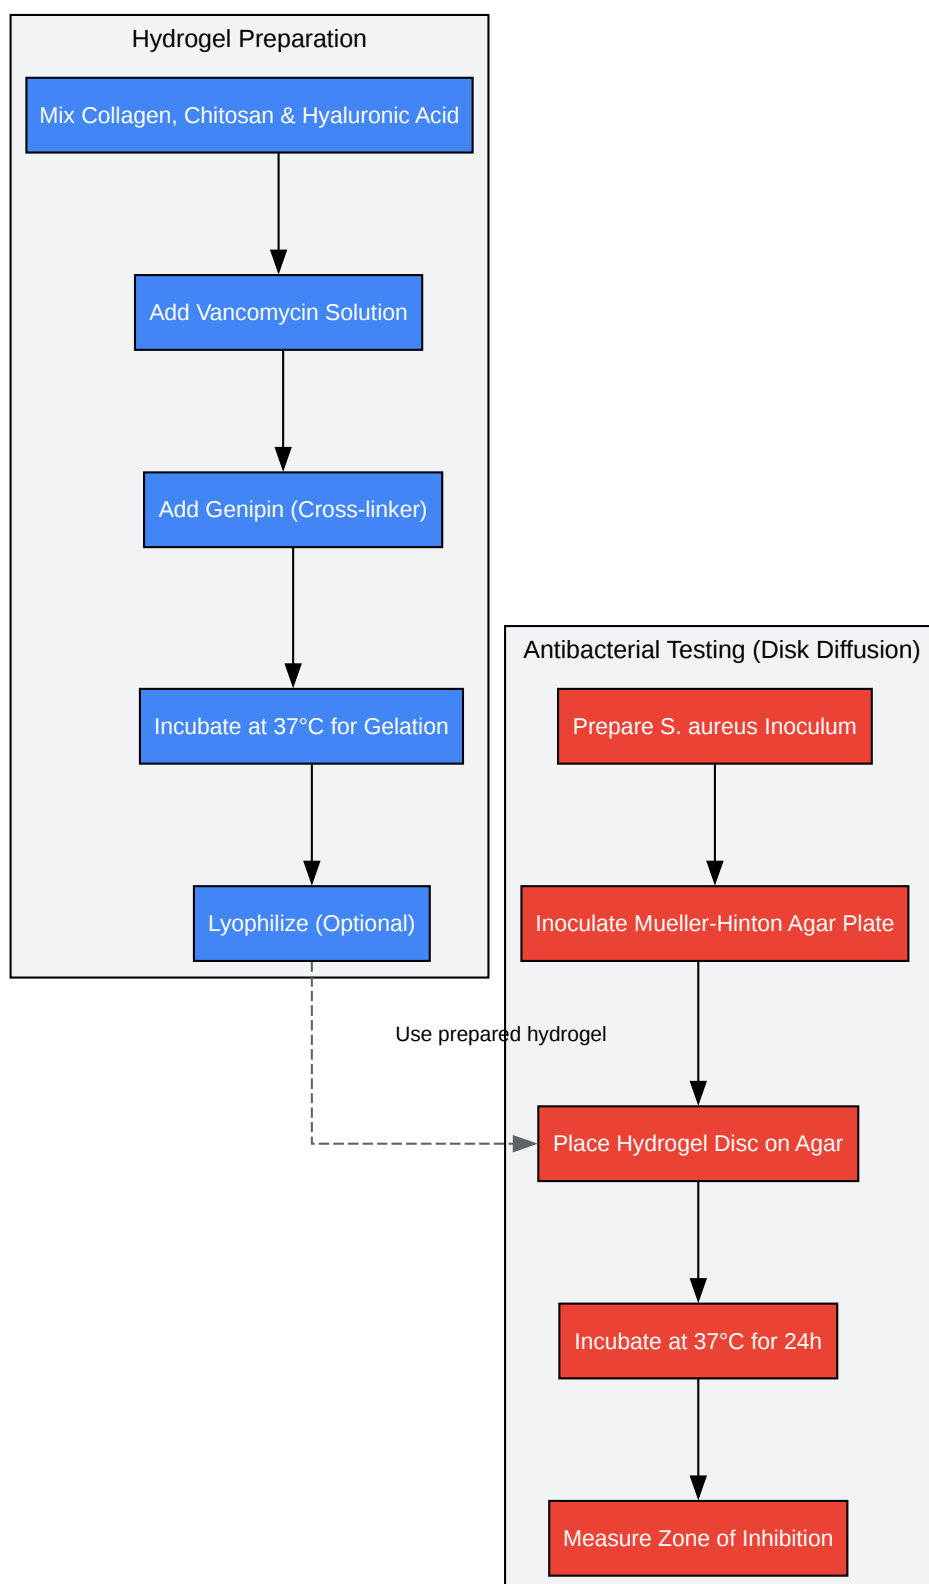 Hydrogel Preparation
Mix Collagen, Chitosan & Hyaluronic Acid
Add Vancomycin Solution
Add Genipin (Cross-linker)
Incubate at 37°C for Gelation
Lyophilize (Optional)
Use prepared hydrogel
Antibacterial Testing (Disk Diffusion)
Prepare S. aureus Inoculum
Inoculate Mueller-Hinton Agar Plate
Place Hydrogel Disc on Agar
Incubate at 37°C for 24h
Measure Zone of Inhibition